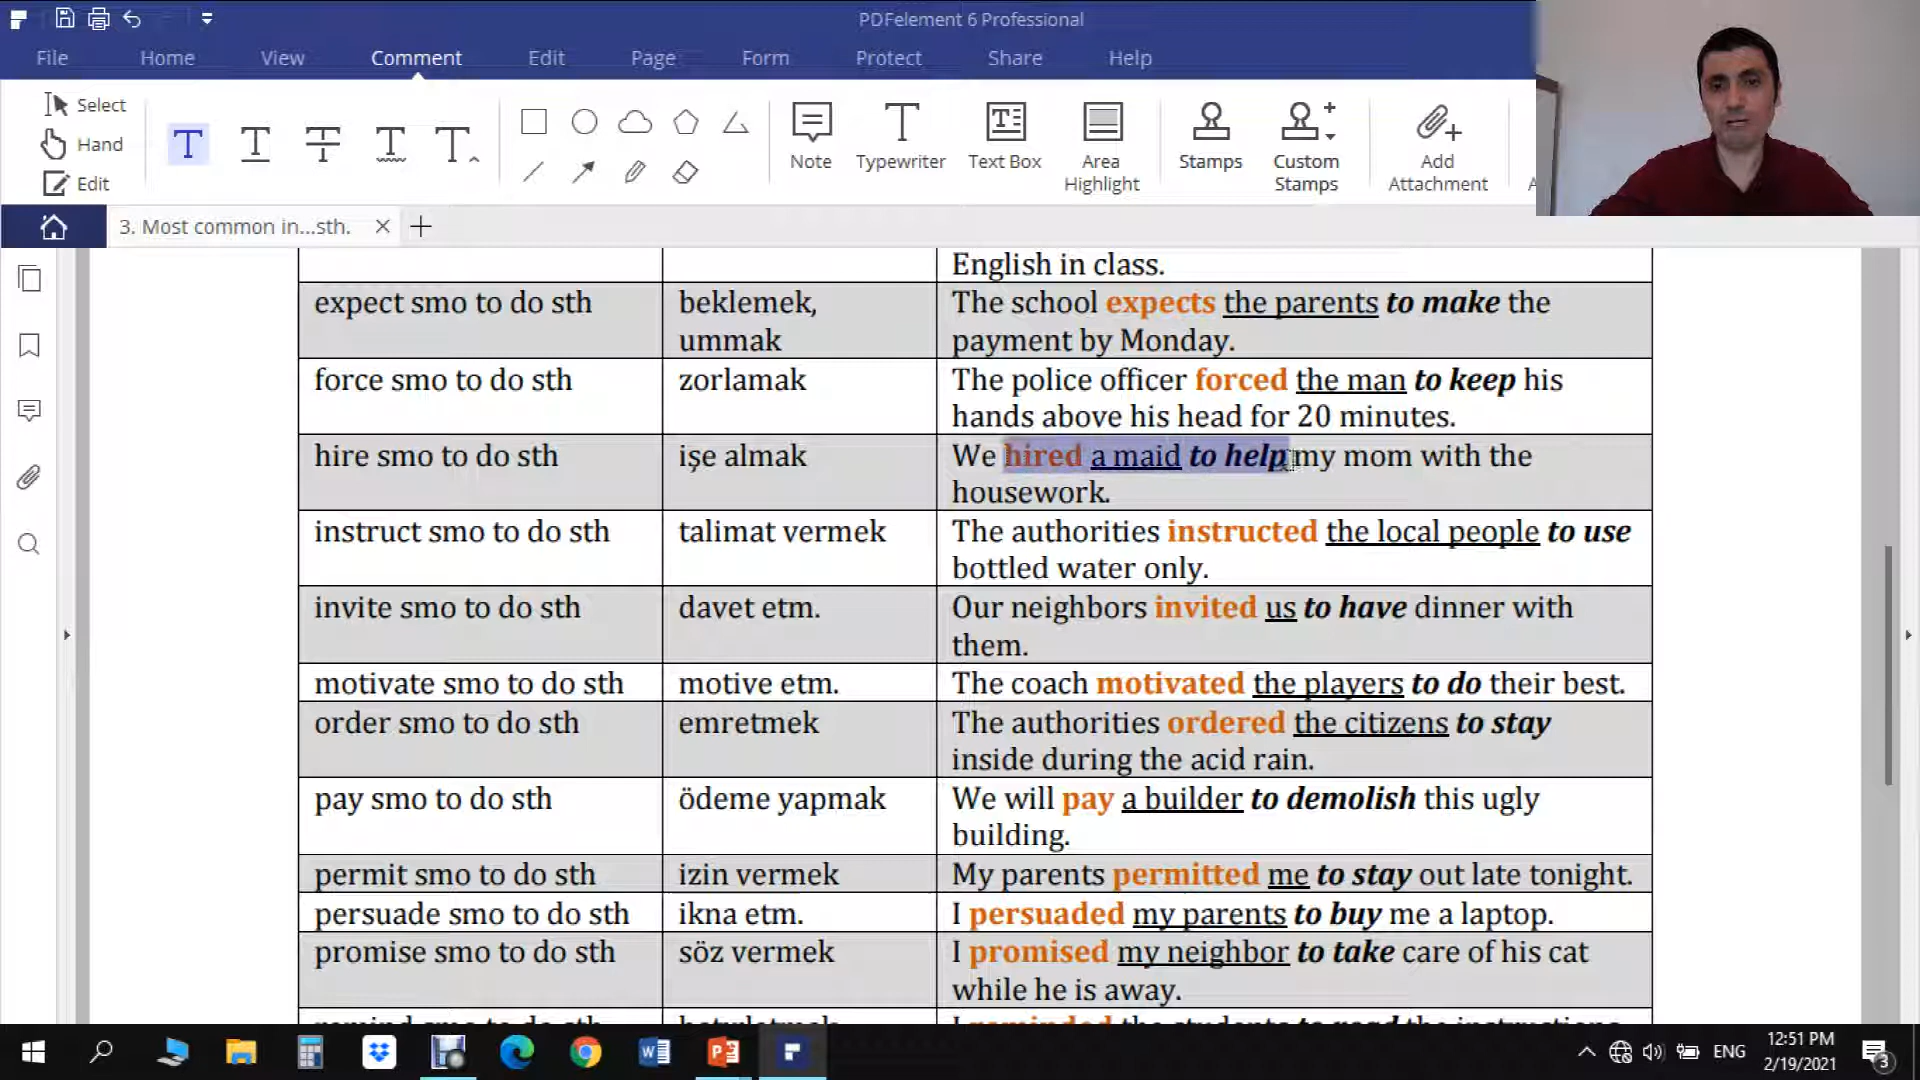 PDFelement 6 Professional
File Home View Comment Edit Page Form Protect Share Help
Select
Hand
Edit
Note Typewriter Text Box Area Highlight Stamps Custom Stamps Add Attachment
3. Most common in...sth.
English in class.
expect smo to do sth beklemek, The school expects the parents to make the
ummak payment by Monday.
force smo to do sth zorlamak The police officer forced the man to keep his
hands above his head for 20 minutes.
hire smo to do sth işe almak We hired a maid to help my mom with the
housework.
instruct smo to do sth talimat vermek The authorities instructed the local people to use
bottled water only.
invite smo to do sth davet etm. Our neighbors invited us to have dinner with
them.
motivate smo to do sth motive etm. The coach motivated the players to do their best.
order smo to do sth emretmek The authorities ordered the citizens to stay
inside during the acid rain.
pay smo to do sth ödeme yapmak We will pay a builder to demolish this ugly
building.
permit smo to do sth izin vermek My parents permitted me to stay out late tonight.
persuade smo to do sth ikna etm. I persuaded my parents to buy me a laptop.
promise smo to do sth söz vermek I promised my neighbor to take care of his cat
while he is away.
ENG 12:51 PM
2/19/2021 3